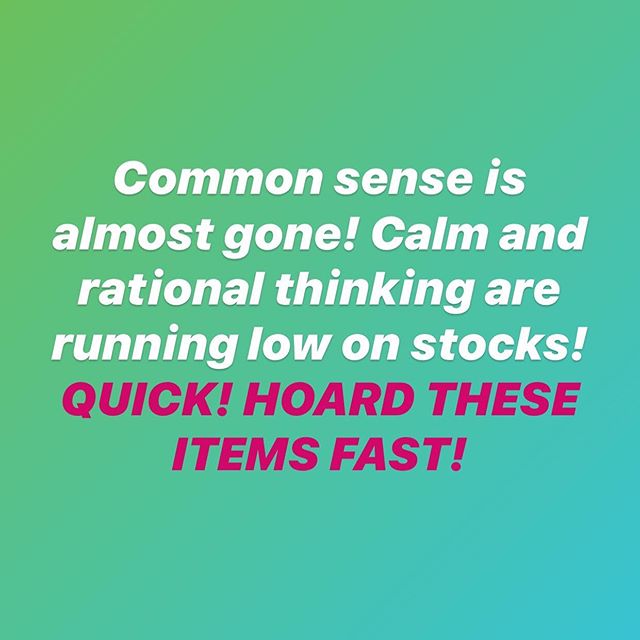 Common sense is
almost gone! Calm and
rational thinking are
running low on stocks!
QUICK! HOARD THESE
ITEMS FAST!